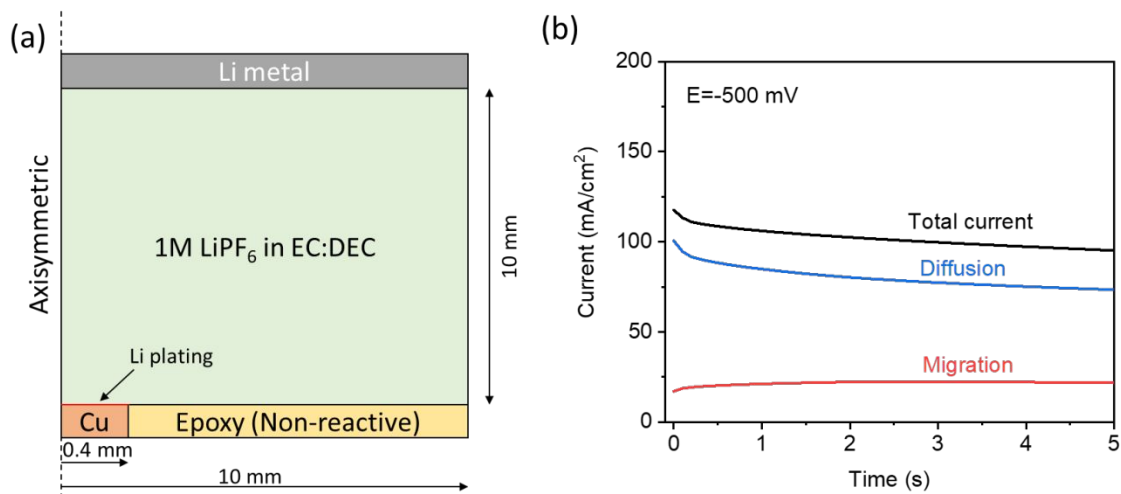 (a)
Li metal
Axisymmetric
1M LiPF₆ in EC:DEC
10 mm
Li plating
Cu
Epoxy (Non-reactive)
0.4 mm
10 mm
(b)
E=-500 mV
Total current
Diffusion
Migration
Current (mA/cm²)
200
150
100
50
0
0 1 2 3 4 5
Time (s)